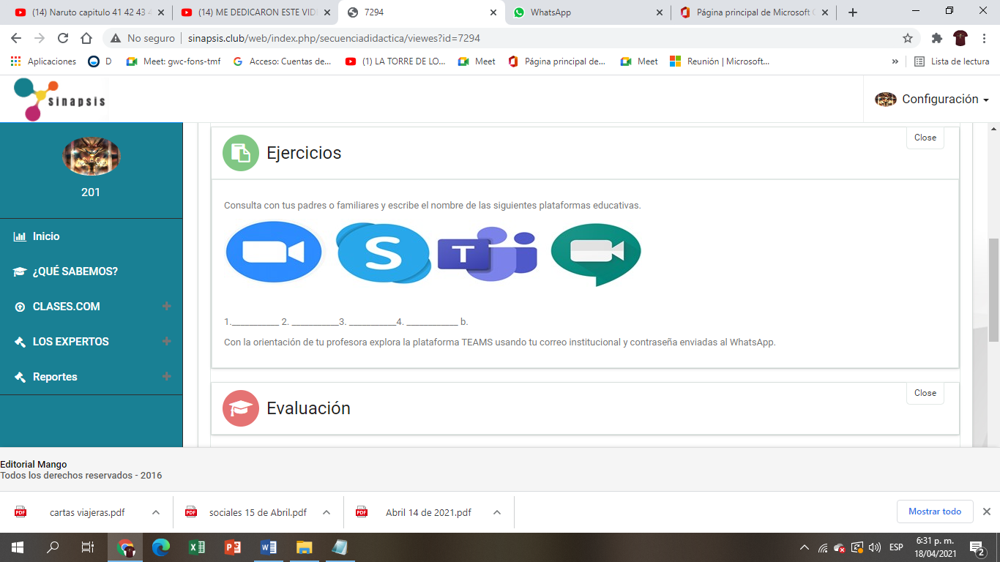 (14) Naruto capitulo 41 42 43 4
(14) ME DEDICARON ESTE VID
7294
WhatsApp
Página principal de Microsoft O
No seguro
sinapsis.club/web/index.php/secuenciadidactica/viewes?id=7294
Aplicaciones
D
Meet: gwc-fons-tmf
Acceso: Cuentas de...
(1) LA TORRE DE LO...
Meet
Página principal de...
Meet
Reunión | Microsoft...
»
Lista de lectura
Sinapsis
Configuración
201
Inicio
¿QUÉ SABEMOS?
CLASES.COM
LOS EXPERTOS
Reportes
Close
Ejercicios
Consulta con tus padres o familiares y escribe el nombre de las siguientes plataformas educativas.
S
T
1.___________ 2. ___________3. ___________4. ____________ b.
Con la orientación de tu profesora explora la plataforma TEAMS usando tu correo institucional y contraseña enviadas al WhatsApp.
Close
Evaluación
Editorial Mango
Todos los derechos reservados - 2016
cartas viajeras.pdf
sociales 15 de Abril.pdf
Abril 14 de 2021.pdf
Mostrar todo
ESP
6:31 p. m.
18/04/2021
2